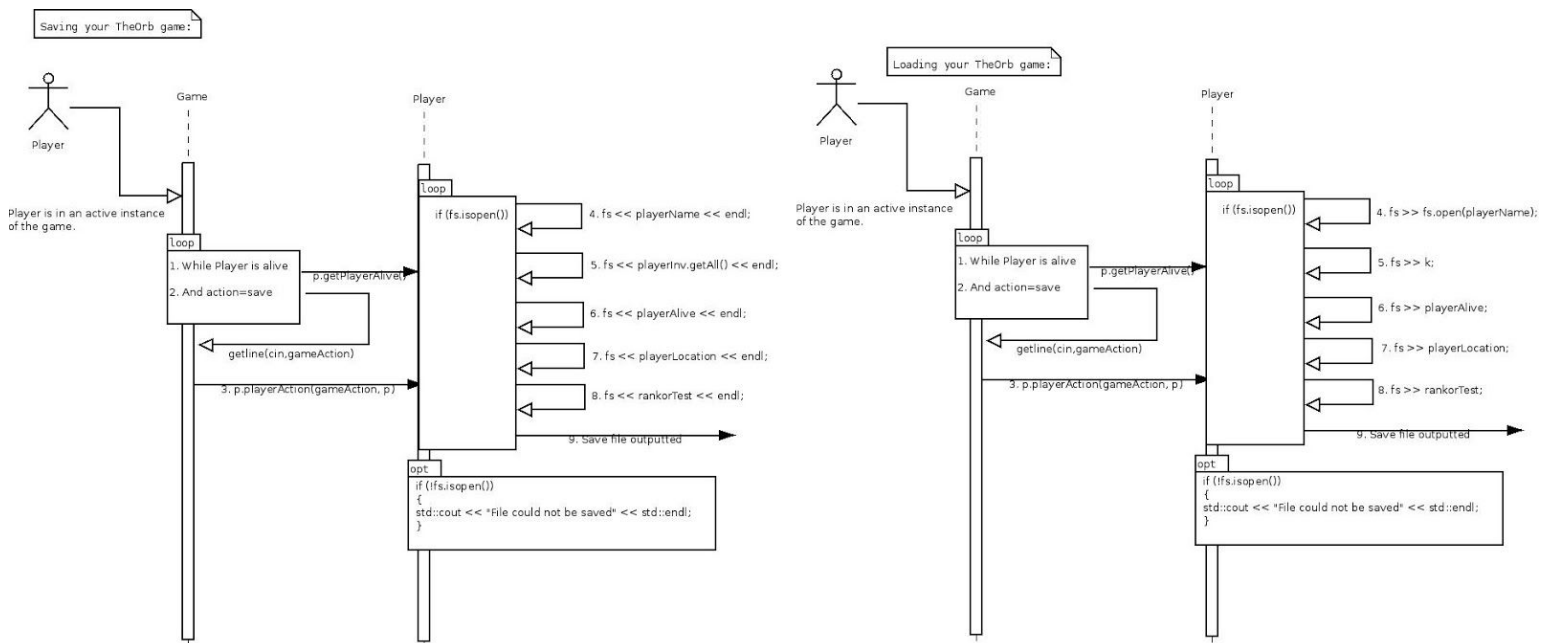 Saving your TheOrb game:
Player
Game
Player
Player is in an active instance
of the game.
loop
1. While Player is alive
2. And action=save
p.getPlayerAlive()
getline(cin,gameAction)
3. p.playerAction(gameAction, p)
loop
if (fs.isopen())
4. fs << playerName << endl;
5. fs << playerInv.getAll() << endl;
6. fs << playerAlive << endl;
7. fs << playerLocation << endl;
8. fs << rankorTest << endl;
9. Save file outputted
opt
if (!fs.isopen())
{
std::cout << "File could not be saved" << std::endl;
}
Loading your TheOrb game:
Player
Game
Player
Player is in an active instance
of the game.
loop
1. While Player is alive
2. And action=save
p.getPlayerAlive()
getline(cin,gameAction)
3. p.playerAction(gameAction, p)
loop
if (fs.isopen())
4. fs >> fs.open(playerName);
5. fs >> k;
6. fs >> playerAlive;
7. fs >> playerLocation;
8. fs >> rankorTest;
9. Save file outputted
opt
if (!fs.isopen())
{
std::cout << "File could not be saved" << std::endl;
}